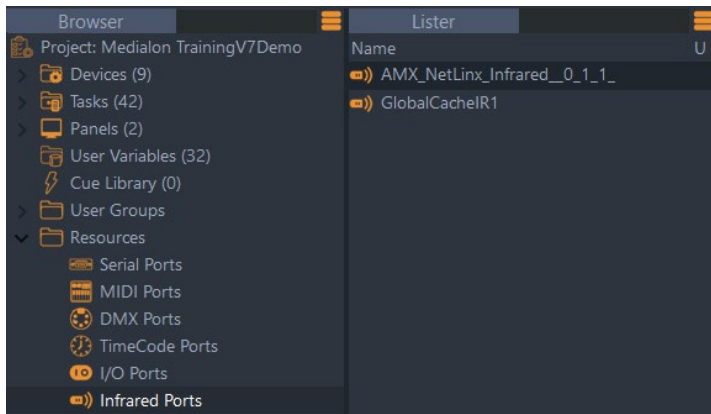 Browser
Project: Medialon TrainingV7Demo
Devices (9)
Tasks (42)
Panels (2)
User Variables (32)
Cue Library (0)
User Groups
Resources
Serial Ports
MIDI Ports
DMX Ports
TimeCode Ports
I/O Ports
Infrared Ports
Lister
Name U
AMX_NetLinx_Infrared__0_1_1_
GlobalCacheIR1